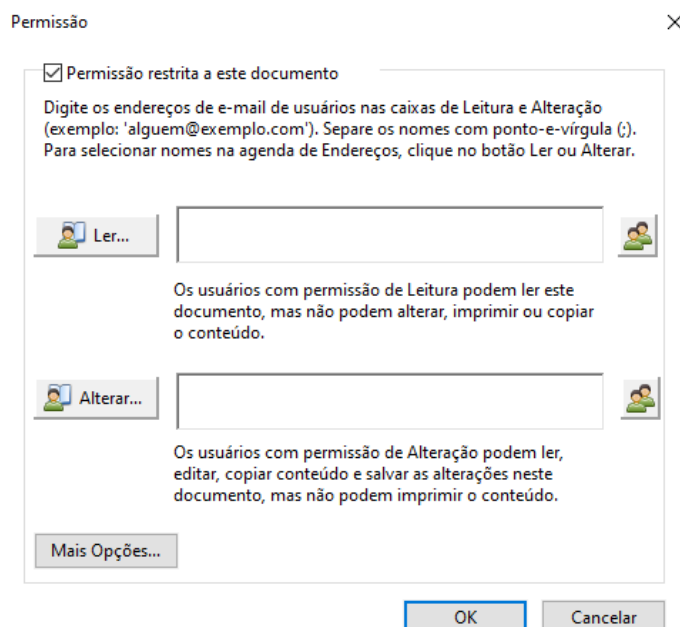 Permissão
Permissão restrita a este documento
Digite os endereços de e-mail de usuários nas caixas de Leitura e Alteração
(exemplo: 'alguem@exemplo.com'). Separe os nomes com ponto-e-vírgula (;).
Para selecionar nomes na agenda de Endereços, clique no botão Ler ou Alterar.
Ler...
Os usuários com permissão de Leitura podem ler este
documento, mas não podem alterar, imprimir ou copiar
o conteúdo.
Alterar...
Os usuários com permissão de Alteração podem ler,
editar, copiar conteúdo e salvar as alterações neste
documento, mas não podem imprimir o conteúdo.
Mais Opções...
OK
Cancelar